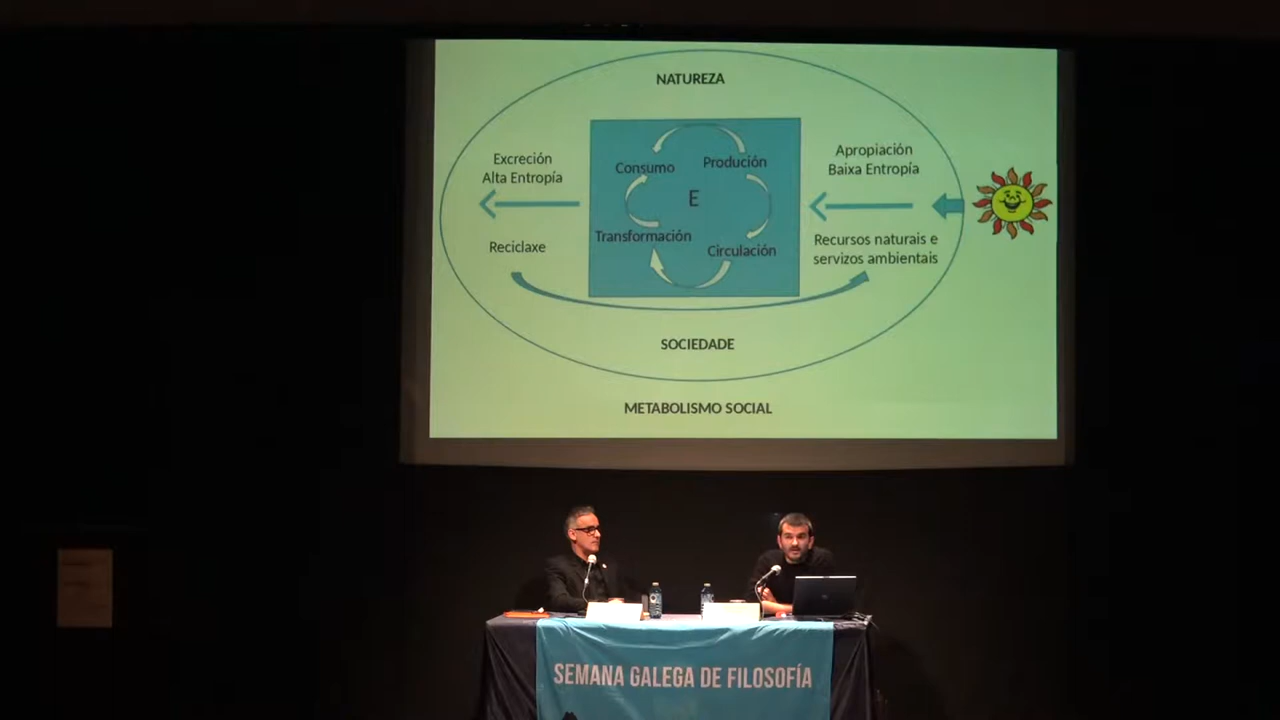 NATUREZA
Excreción
Alta Entropía
Reciclaxe
Consumo
Produción
E
Transformación
Circulación
Apropiación
Baixa Entropía
Recursos naturais e
servizos ambientais
SOCIEDADE
METABOLISMO SOCIAL
SEMANA GALEGA DE FILOSOFÍA